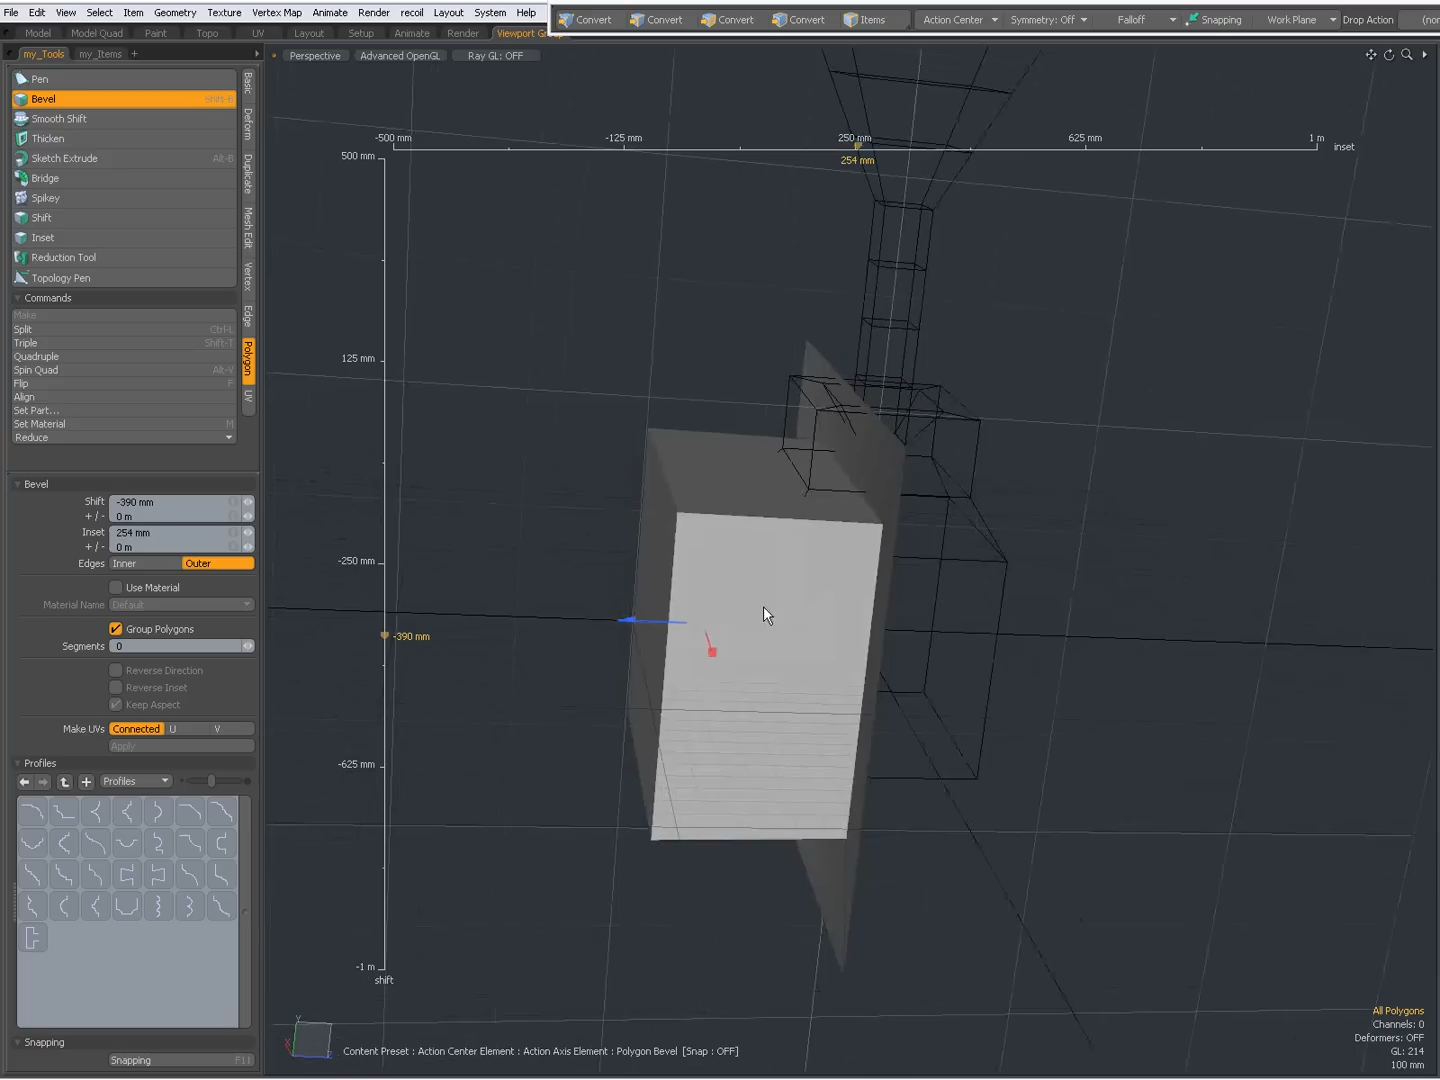 File Edit View Select Item Geometry Texture Vertex Map Animate Render recoil Layout System Help
Convert Convert Convert Convert Items Action Center Symmetry: Off Falloff Snapping Work Plane Drop Action (non
Model Model Quad Paint Topo UV Layout Setup Animate Render Viewport Gr
my_Tools my_Items +
Perspective Advanced OpenGL Ray GL: OFF
Pen
Bevel Shift-B
Smooth Shift
Thicken
Sketch Extrude Alt-B
Bridge
Spikey
Shift
Inset
Reduction Tool
Topology Pen
Basic
Deform
Duplicate
Mesh Edit
Vertex
Edge
Polygon
UV
Commands
Make
Split Ctrl-L
Triple Shift-T
Quadruple
Spin Quad Alt-V
Flip F
Align
Set Part...
Set Material M
Reduce
Bevel
Shift -390 mm
+ / - 0 m
Inset 254 mm
+ / - 0 m
Edges Inner Outer
Use Material
Material Name Default
Group Polygons
Segments 0
Reverse Direction
Reverse Inset
Keep Aspect
Make UVs Connected U V
Apply
Profiles
Profiles
Snapping
Snapping F11
-500 mm -125 mm 250 mm 625 mm 1 m inset
254 mm
500 mm
125 mm
-250 mm
-390 mm
-625 mm
-1 m
shift
Y
X
Z
Content Preset : Action Center Element : Action Axis Element : Polygon Bevel [Snap : OFF]
All Polygons
Channels: 0
Deformers: OFF
GL: 214
100 mm